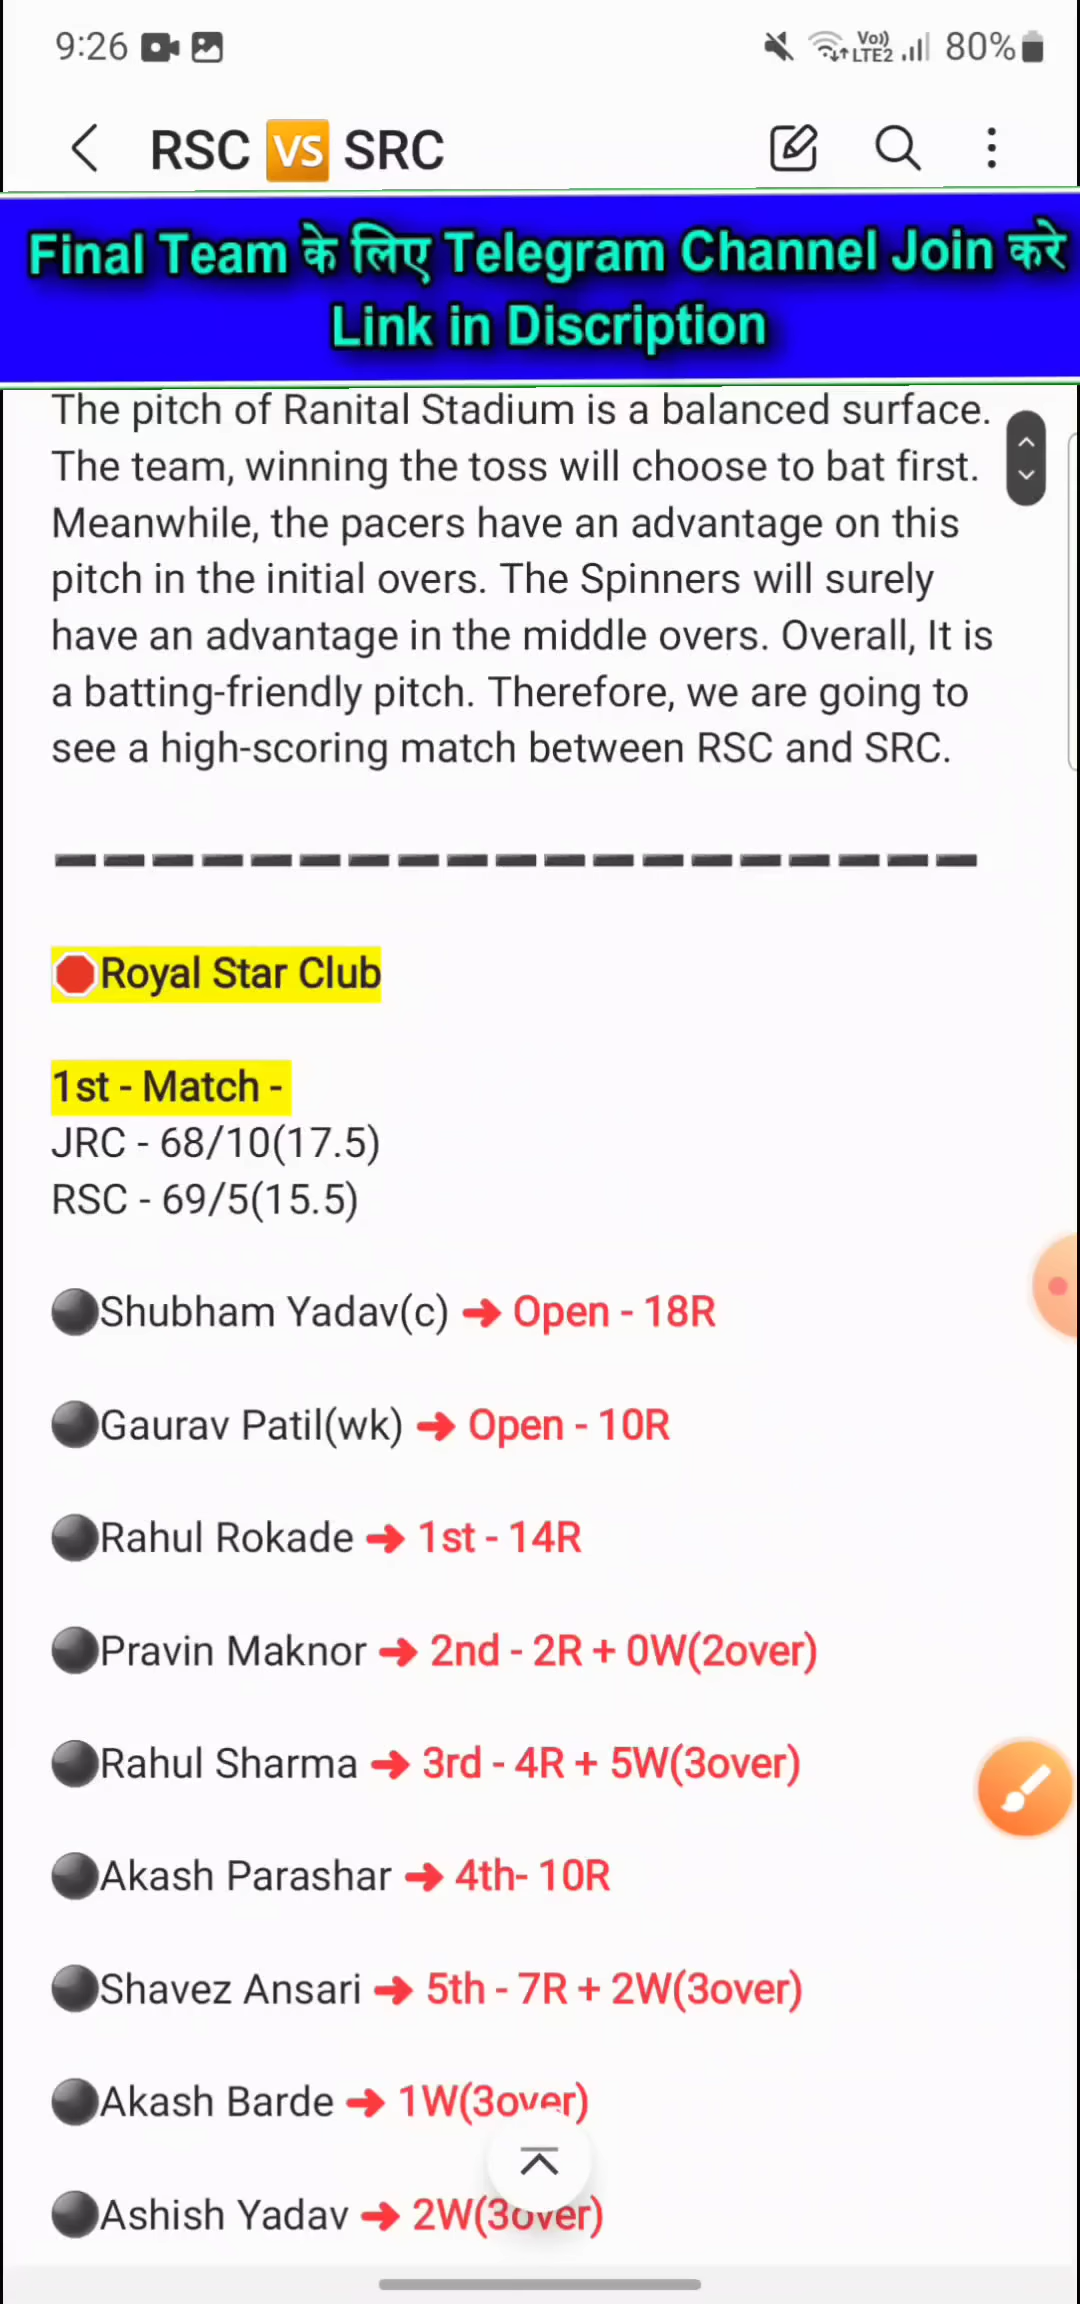 9:26 Vo)) LTE2 80%
RSC VS SRC
Final Team के लिए Telegram Channel Join करे
Link in Discription
The pitch of Ranital Stadium is a balanced surface.
The team, winning the toss will choose to bat first.
Meanwhile, the pacers have an advantage on this
pitch in the initial overs. The Spinners will surely
have an advantage in the middle overs. Overall, It is
a batting-friendly pitch. Therefore, we are going to
see a high-scoring match between RSC and SRC.
Royal Star Club
1st - Match -
JRC - 68/10(17.5)
RSC - 69/5(15.5)
Shubham Yadav(c) ➜ Open - 18R
Gaurav Patil(wk) ➜ Open - 10R
Rahul Rokade ➜ 1st - 14R
Pravin Maknor ➜ 2nd - 2R + 0W(2over)
Rahul Sharma ➜ 3rd - 4R + 5W(3over)
Akash Parashar ➜ 4th- 10R
Shavez Ansari ➜ 5th - 7R + 2W(3over)
Akash Barde ➜ 1W(3over)
Ashish Yadav ➜ 2W(3over)